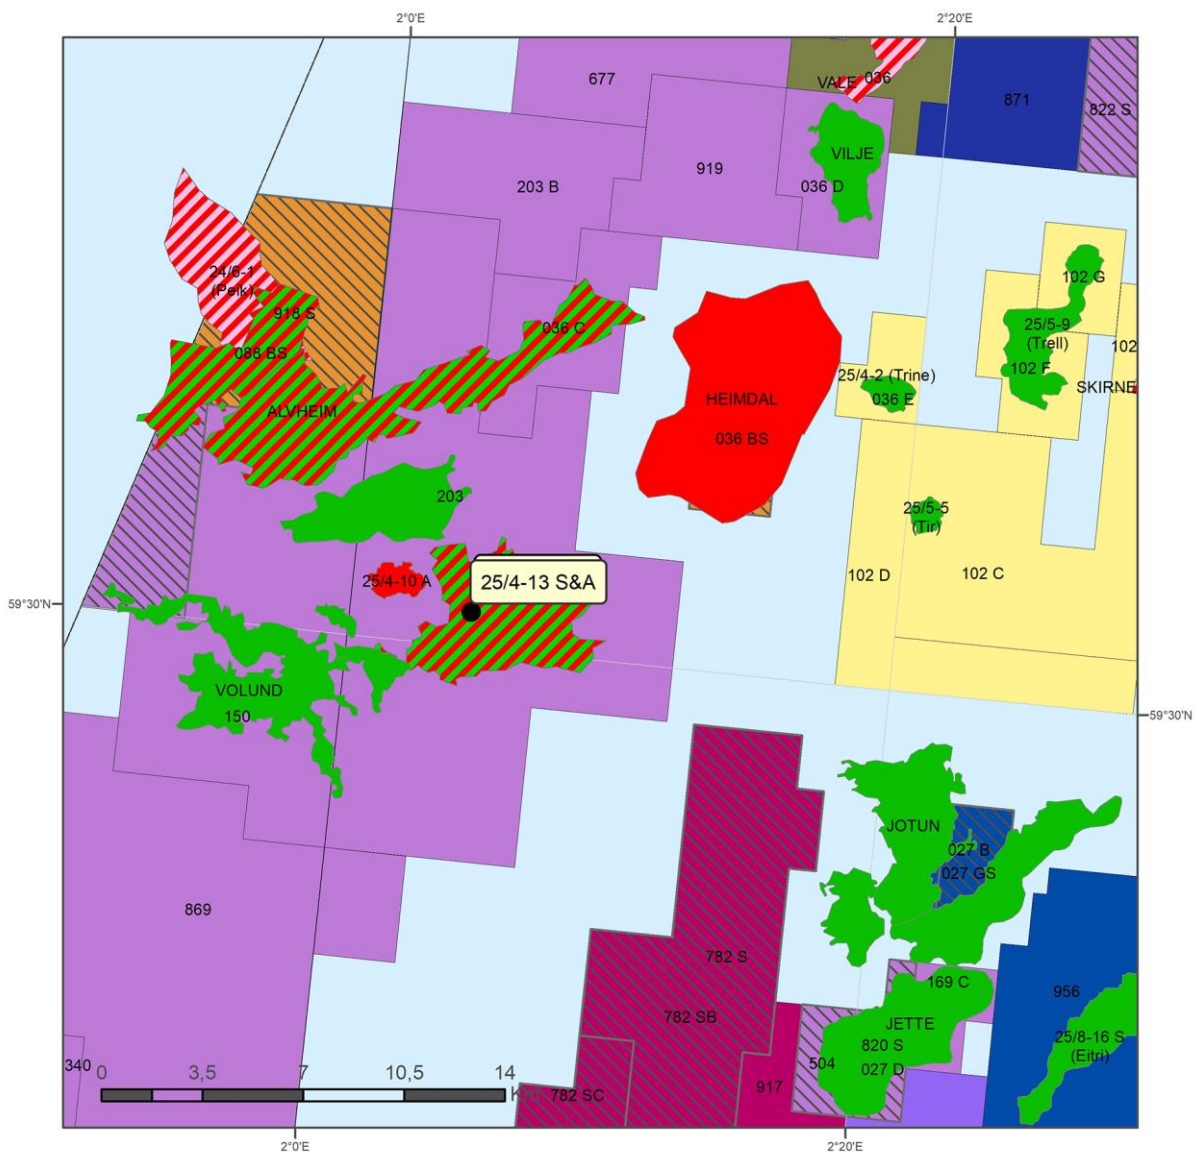 2°0'E
2°20'E
677
VALE
036
871
822 S
VILJE
919
203 B
036 D
24/6-1
(Peik)
102 G
918 S
036 C
25/5-9
(Trell)
088 BS
102
102 F
25/4-2 (Trine)
SKIRNE
HEIMDAL
036 E
ALVHEIM
036 BS
203
25/5-5
(Tir)
25/4-10 A
25/4-13 S&A
102 D
102 C
59°30'N
VOLUND
150
59°30'N
JOTUN
027 B
027 GS
869
782 S
169 C
956
782 SB
JETTE
820 S
25/8-16 S
(Eitri)
504
027 D
340
0
3,5
7
10,5
14
Km
917
782 SC
2°0'E
2°20'E